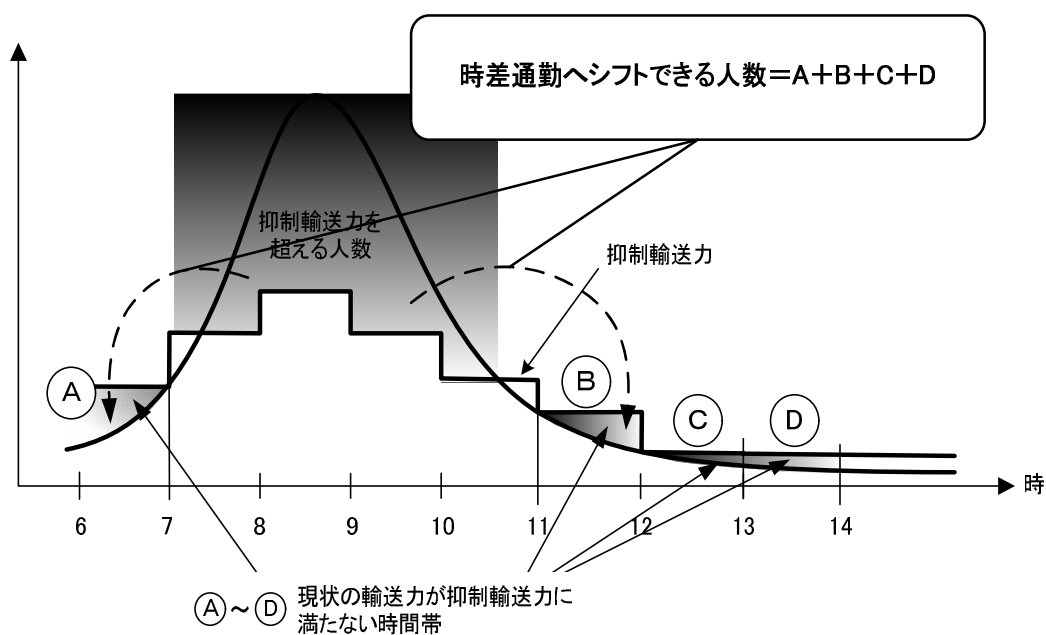 時差通勤へシフトできる人数＝A＋B＋C＋D
抑制輸送力を
超える人数
抑制輸送力
A
B
C
D
時
6 7 8 9 10 11 12 13 14
A～D 現状の輸送力が抑制輸送力に
満たない時間帯